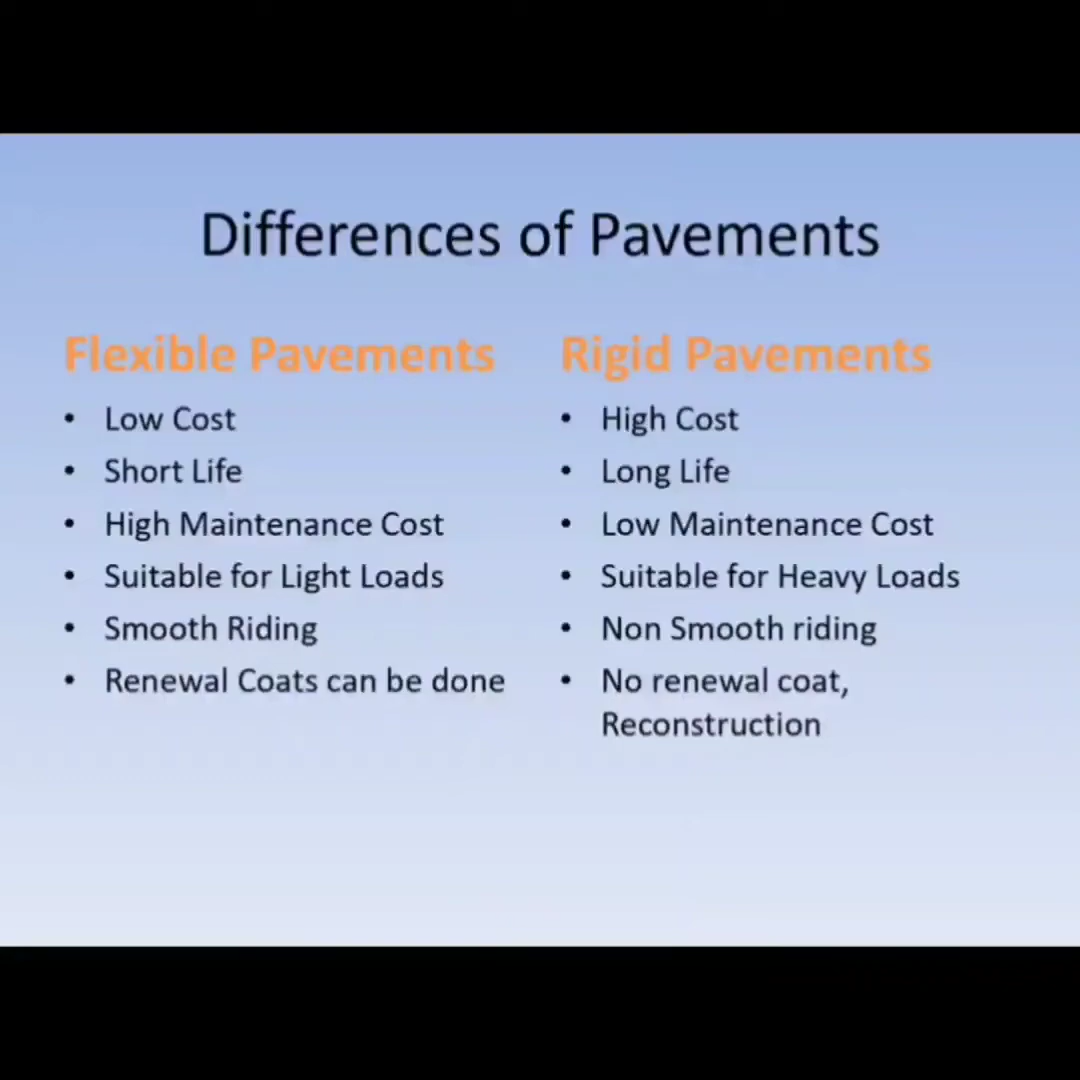 Differences of Pavements
Flexible Pavements
• Low Cost
• Short Life
• High Maintenance Cost
• Suitable for Light Loads
• Smooth Riding
• Renewal Coats can be done
Rigid Pavements
• High Cost
• Long Life
• Low Maintenance Cost
• Suitable for Heavy Loads
• Non Smooth riding
• No renewal coat,
Reconstruction